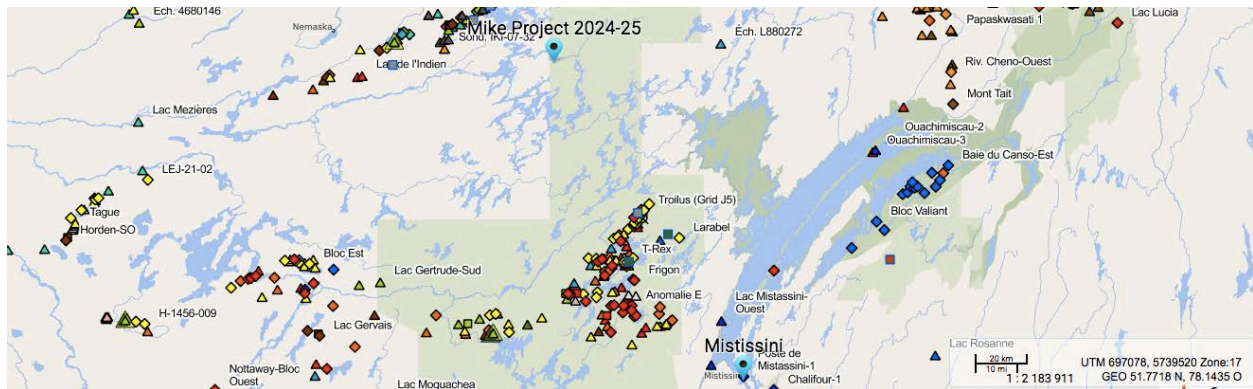 Éch. 4680146
Nemaska
Mike Project 2024-25
Sond. IKI-07-32
Lac de l'Indien
Éch. L880272
Papaskwasati 1
Lac Lucia
Riv. Cheno-Ouest
Mont Tait
Lac Mezières
Ouachimiscau-2
Ouachimiscau-3
Baie du Canso-Est
LEJ-21-02
Tague
Horden-SO
Troilus (Grid J5)
Bloc Valiant
Larabel
T-Rex
Bloc Est
Lac Gertrude-Sud
Frigon
Anomalie E
Lac Mistassini-
Ouest
H-1456-009
Lac Gervais
Mistissini
Lac Rosanne
Poste de
Mistassini-1
Nottaway-Bloc
Ouest
Lac Moquachea
Chalifour-1
20 km
10 mi
1 : 2 183 911
UTM 697078, 5739520 Zone:17
GEO 51.7718 N, 78.1435 O